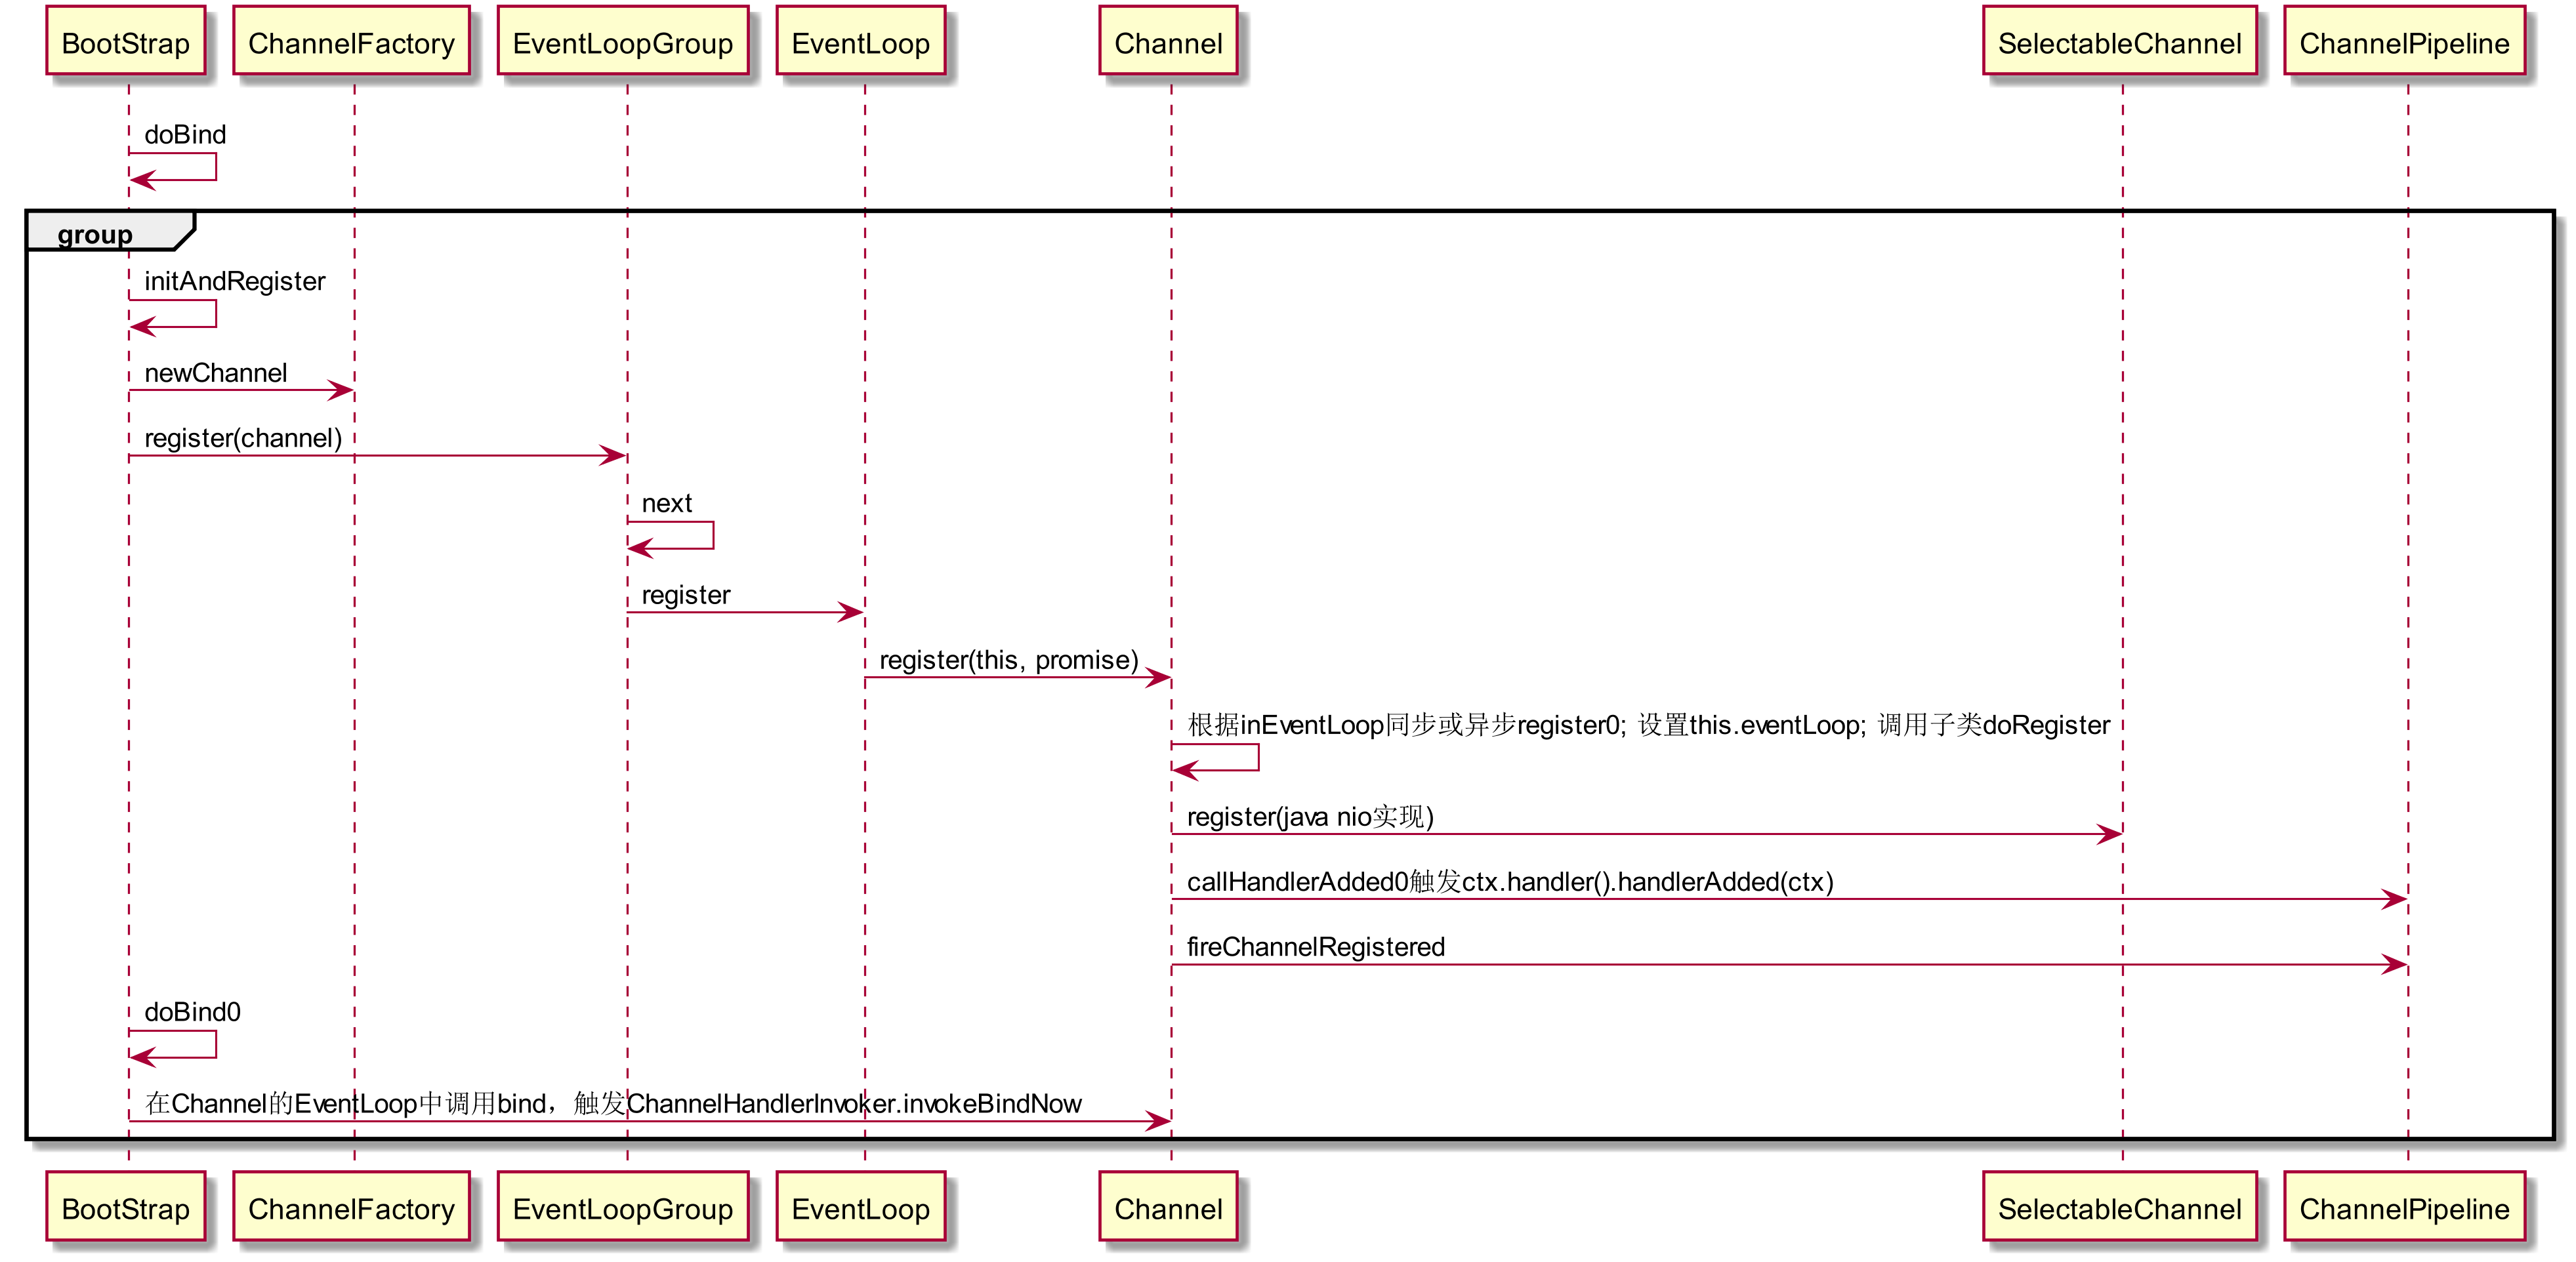 BootStrap
ChannelFactory
EventLoopGroup
EventLoop
Channel
SelectableChannel
ChannelPipeline
doBind
group
initAndRegister
newChannel
register(channel)
next
register
register(this, promise)
根据inEventLoop同步或异步register0; 设置this.eventLoop; 调用子类doRegister
register(java nio实现)
callHandlerAdded0触发ctx.handler().handlerAdded(ctx)
fireChannelRegistered
doBind0
在Channel的EventLoop中调用bind，触发ChannelHandlerInvoker.invokeBindNow
BootStrap
ChannelFactory
EventLoopGroup
EventLoop
Channel
SelectableChannel
ChannelPipeline